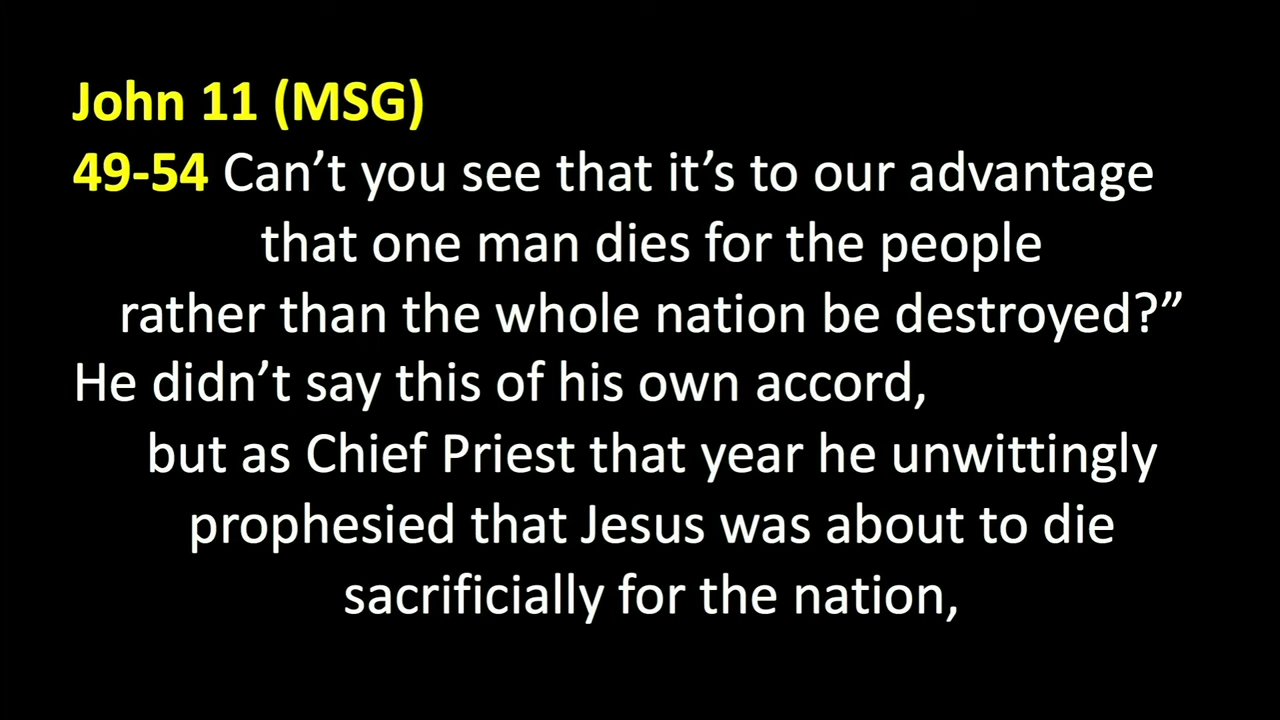 John 11 (MSG)
49-54 Can’t you see that it’s to our advantage
that one man dies for the people
rather than the whole nation be destroyed?”
He didn’t say this of his own accord,
but as Chief Priest that year he unwittingly
prophesied that Jesus was about to die
sacrificially for the nation,